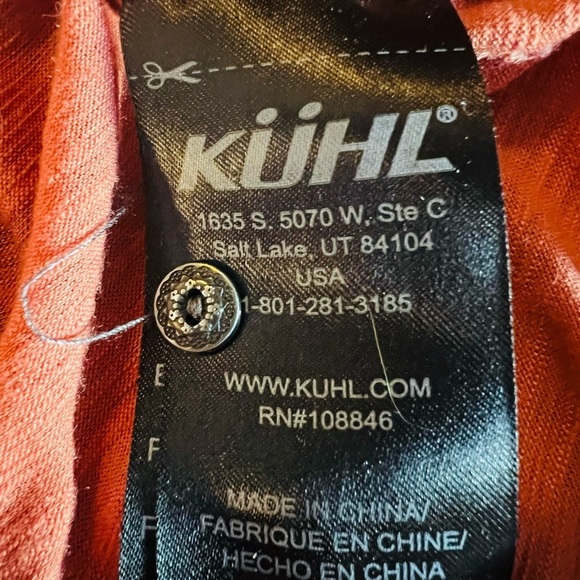 KÜHL®
1635 S. 5070 W, Ste C
Salt Lake, UT 84104
USA
1-801-281-3185
WWW.KUHL.COM
RN#108846
MADE IN CHINA/
FABRIQUE EN CHINE/
HECHO EN CHINA
E
F
F